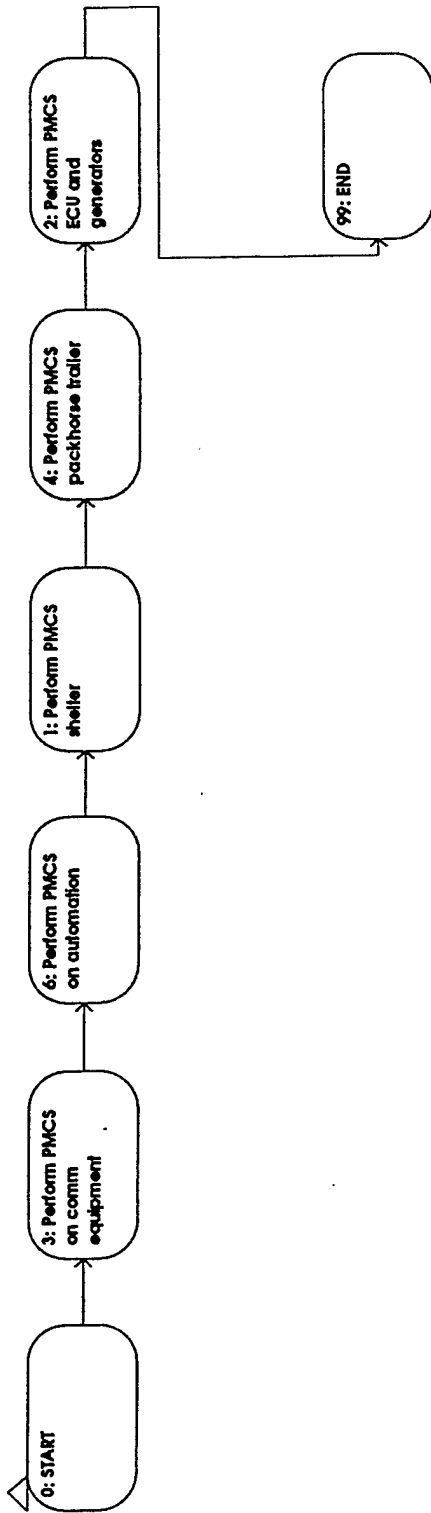 0: START
3: Perform PMCS
on comm
equipment
6: Perform PMCS
on automation
1: Perform PMCS
shelter
4: Perform PMCS
packhorse trailer
2: Perform PMCS
ECU and
generators
99: END